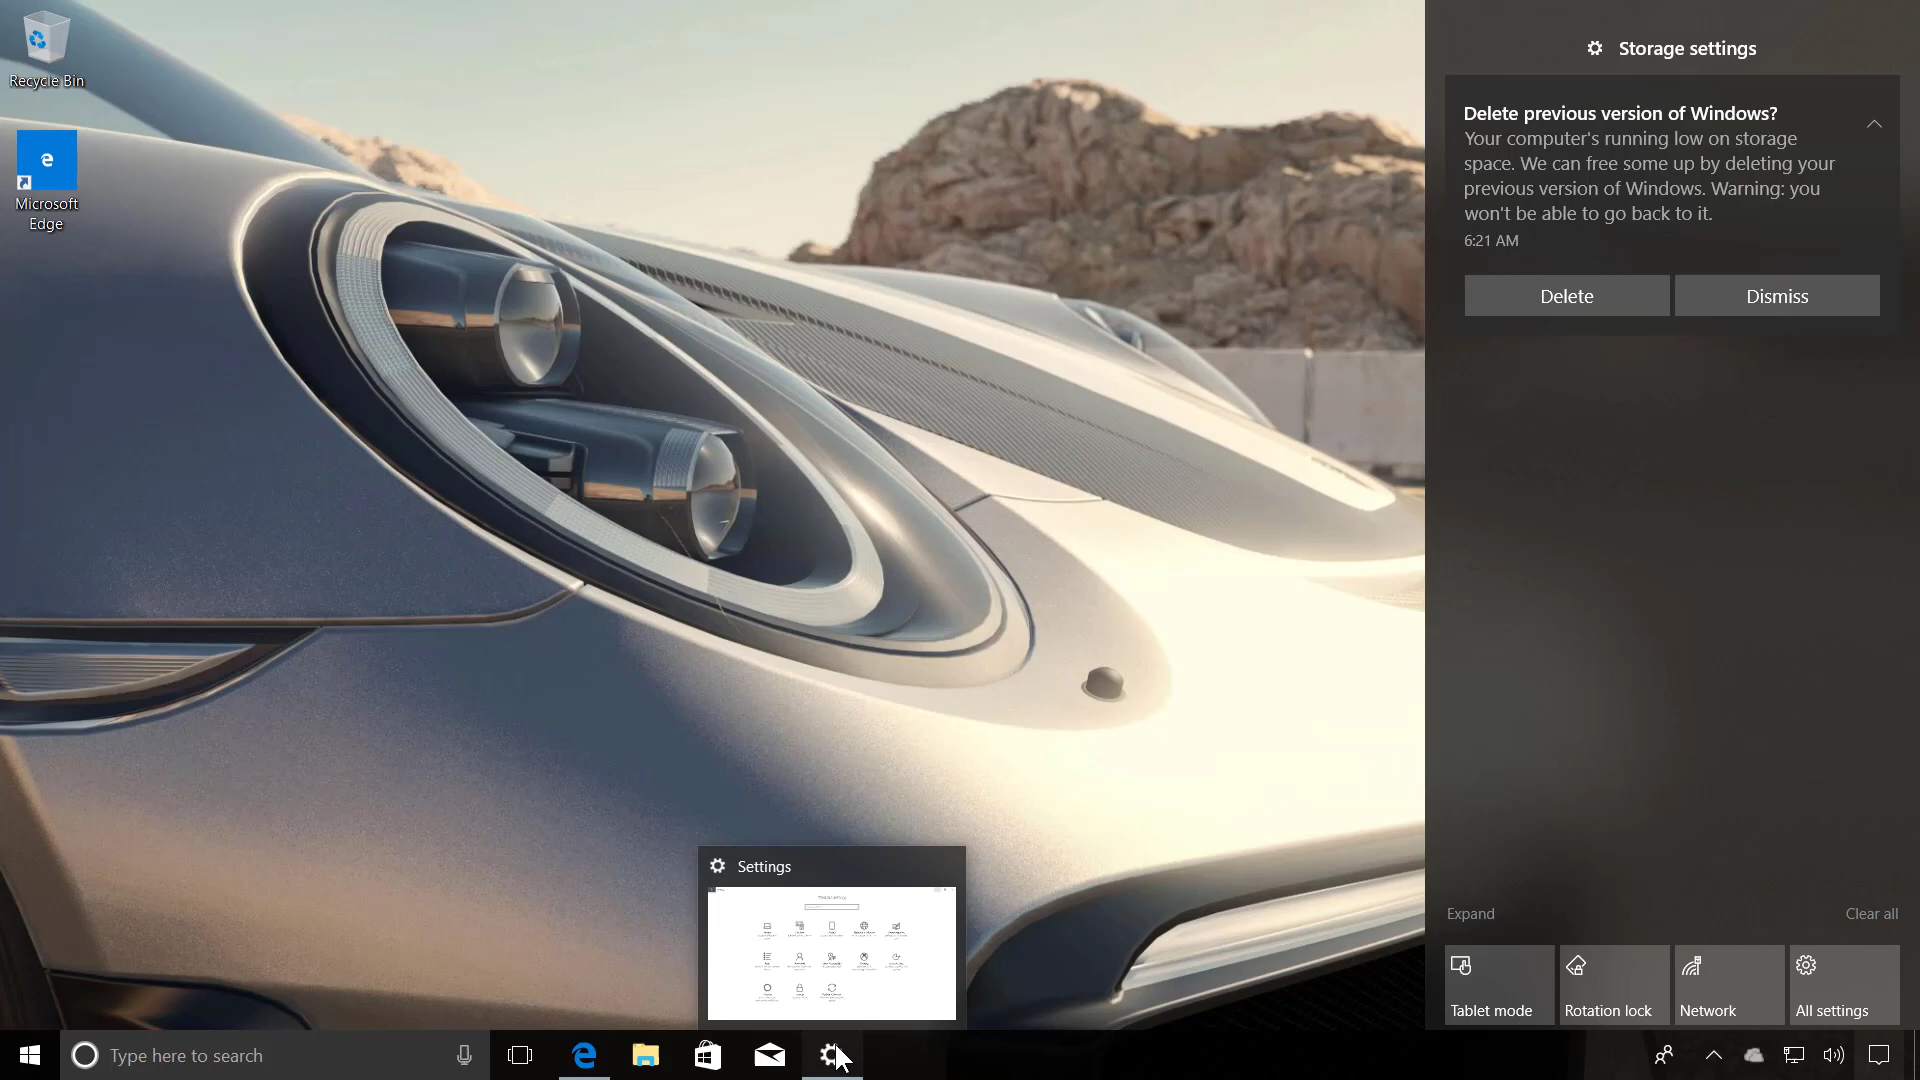 Recycle Bin
Microsoft
Edge
Storage settings
Delete previous version of Windows?
Your computer's running low on storage
space. We can free some up by deleting your
previous version of Windows. Warning: you
won't be able to go back to it.
6:21 AM
Delete
Dismiss
Settings
Expand
Clear all
Tablet mode
Rotation lock
Network
All settings
Type here to search